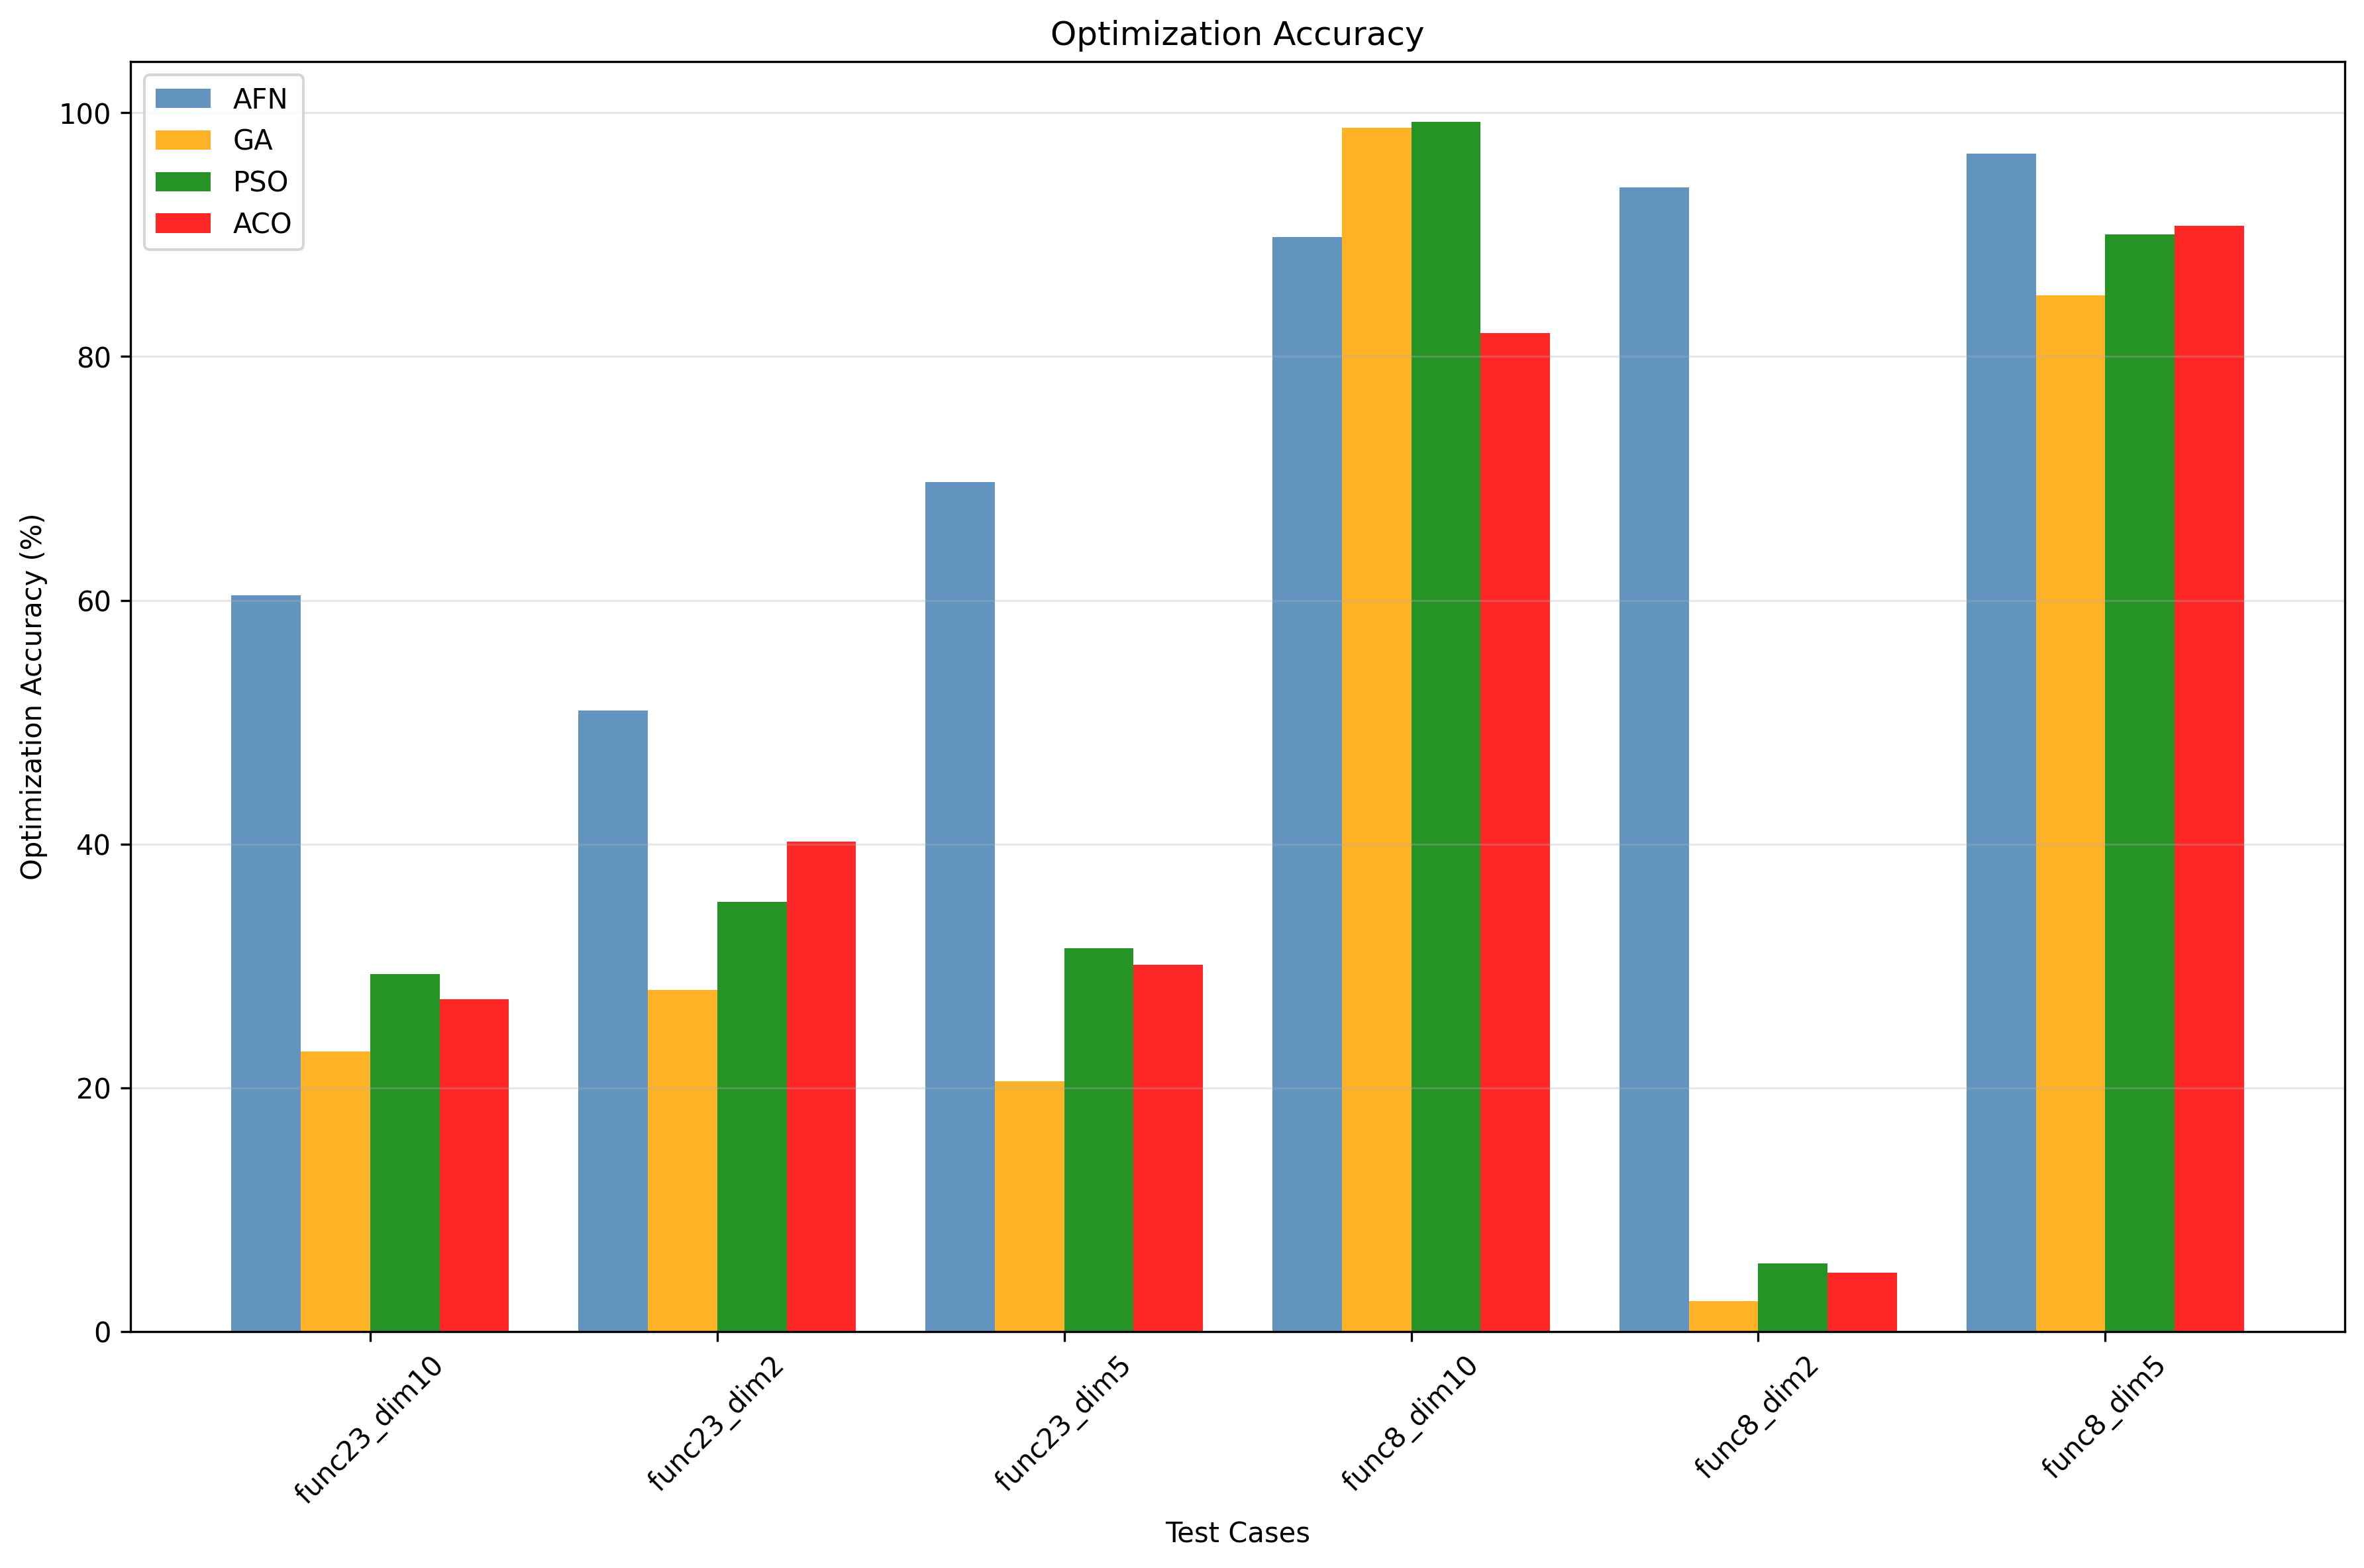 Optimization Accuracy
AFN
GA
PSO
ACO
Optimization Accuracy (%)
100
80
60
40
20
0
func23_dim10
func23_dim2
func23_dim5
func8_dim10
func8_dim2
func8_dim5
Test Cases